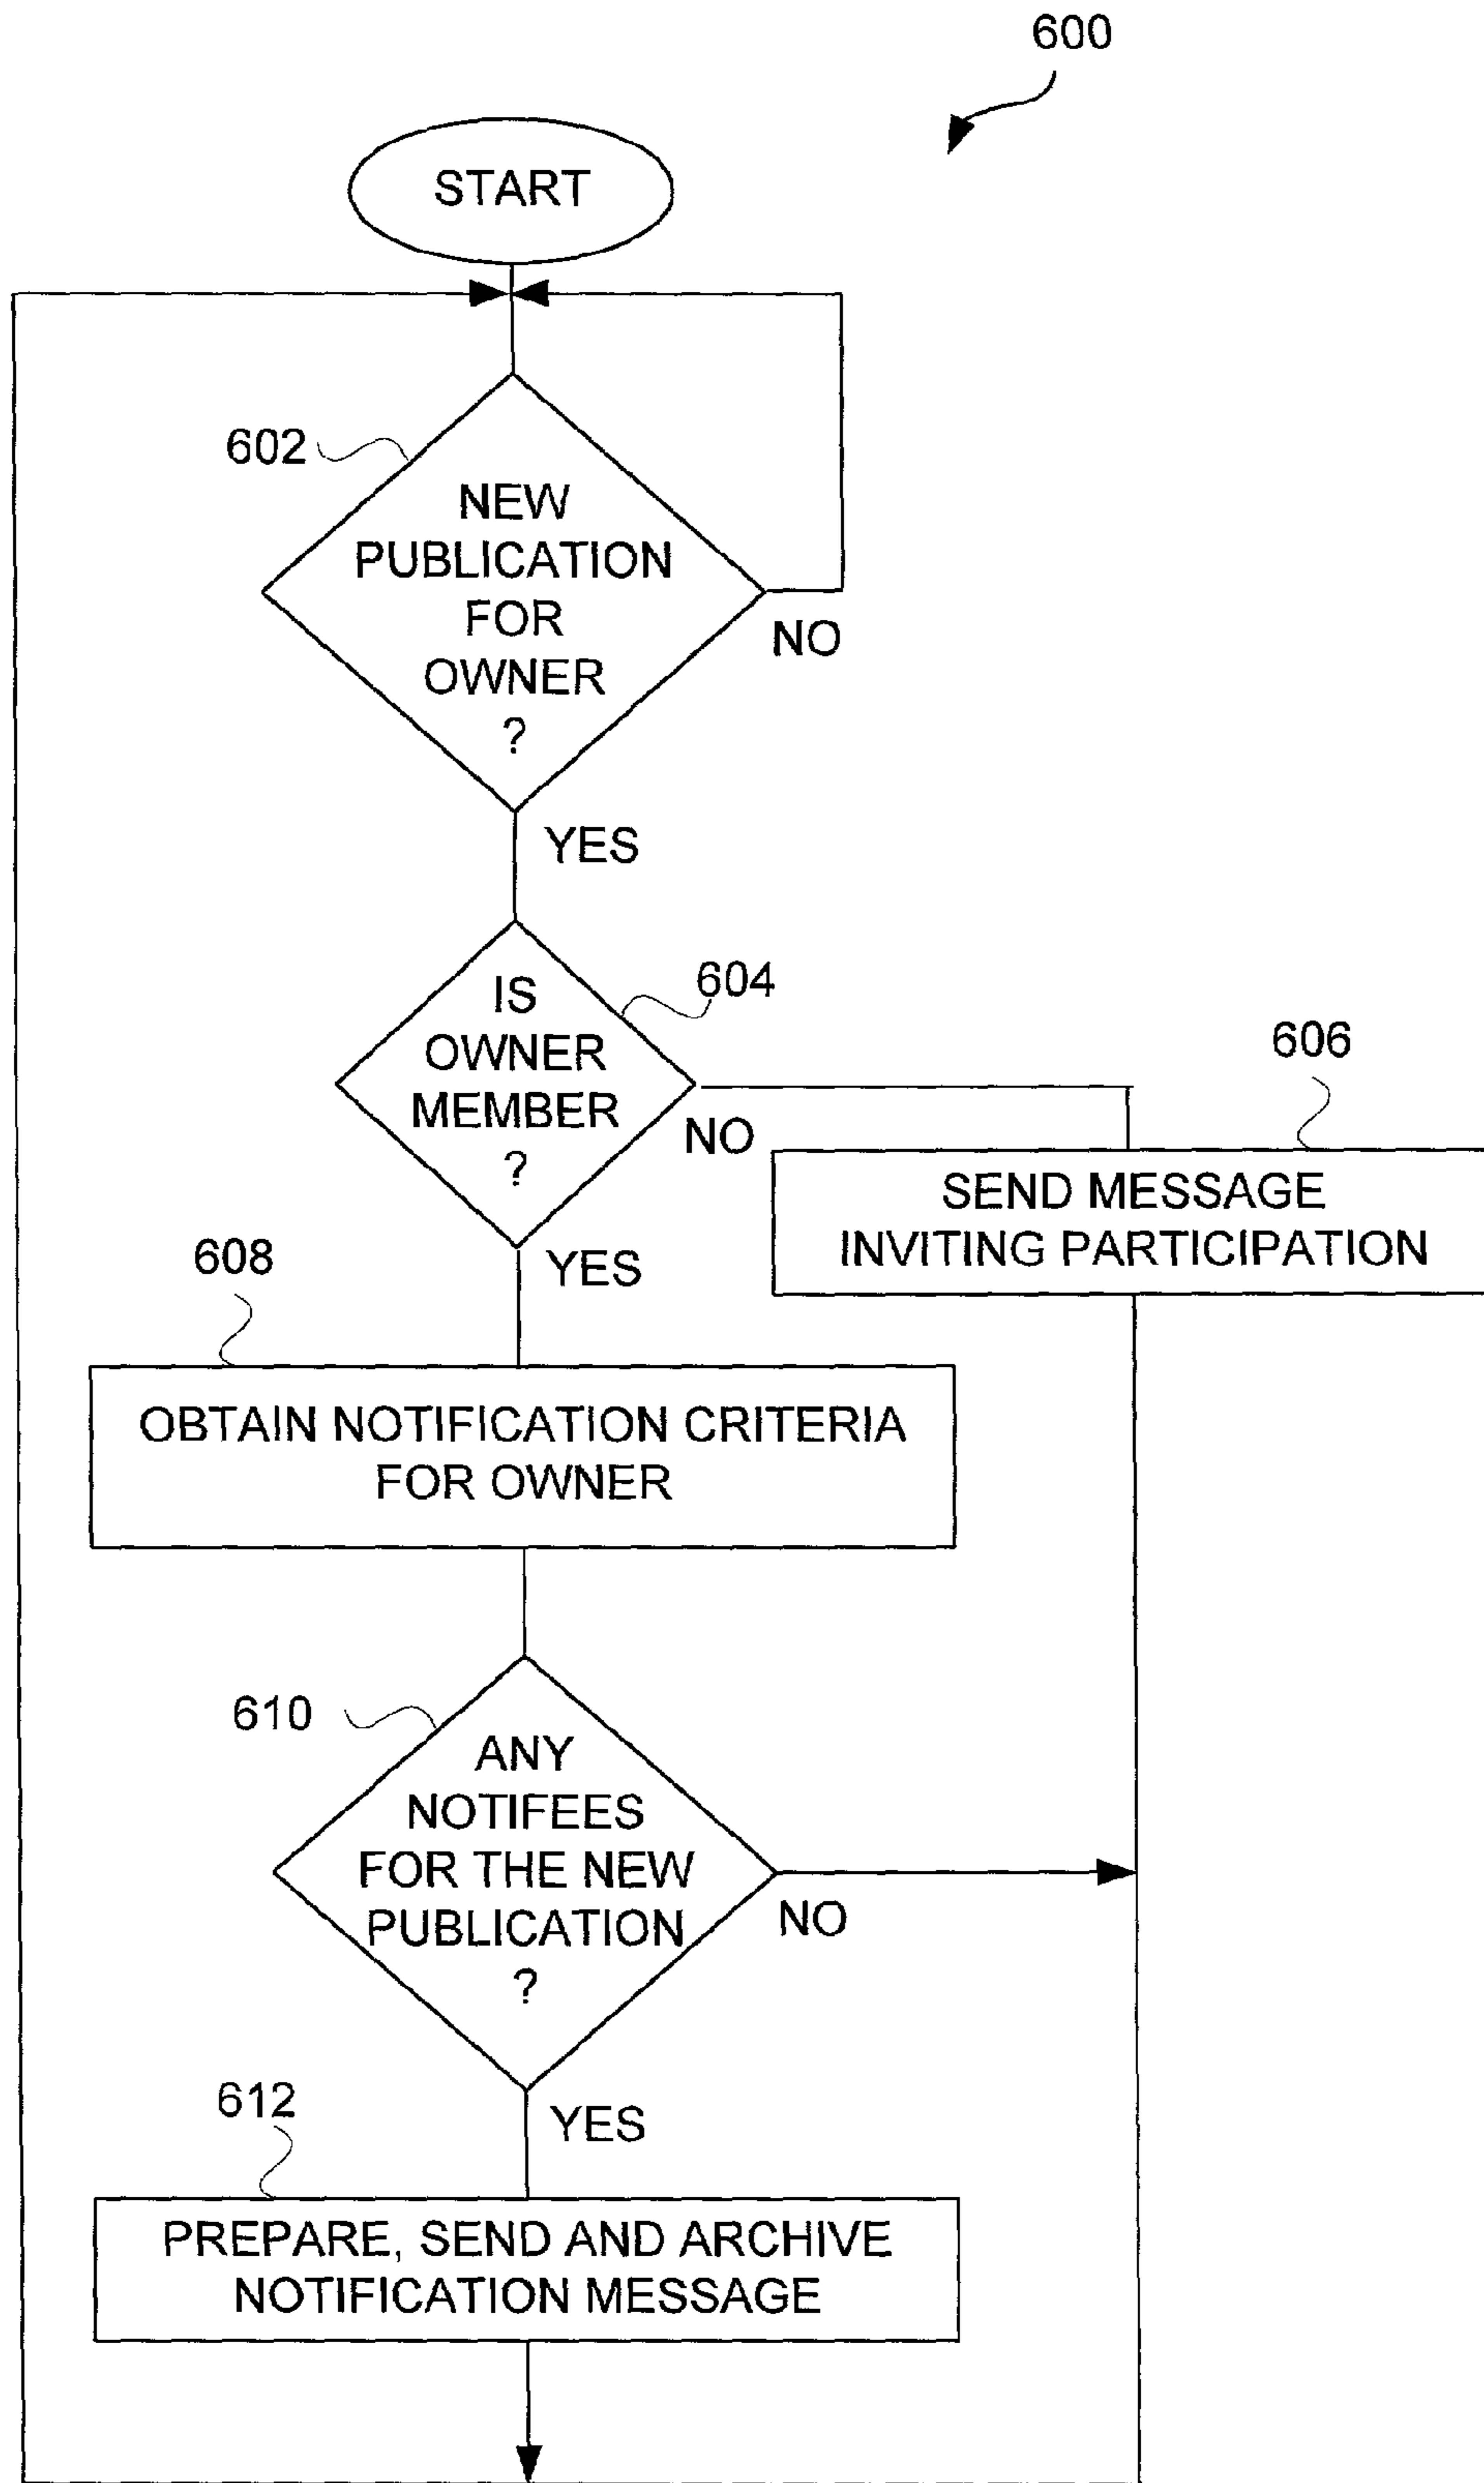 600
START
602
NEW
PUBLICATION
FOR
OWNER
?
NO
YES
604
IS
OWNER
MEMBER
?
NO
606
SEND MESSAGE
INVITING PARTICIPATION
YES
608
OBTAIN NOTIFICATION CRITERIA
FOR OWNER
610
ANY
NOTIFEES
FOR THE NEW
PUBLICATION
?
NO
YES
612
PREPARE, SEND AND ARCHIVE
NOTIFICATION MESSAGE